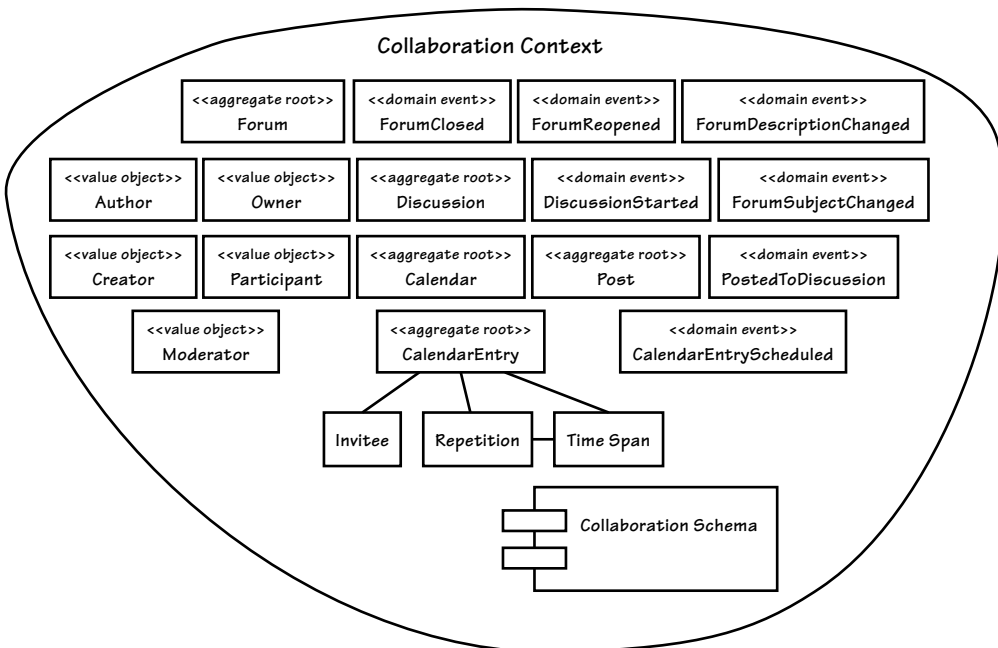 Collaboration Context
<<aggregate root>>
Forum
<<domain event>>
ForumClosed
<<domain event>>
ForumReopened
<<domain event>>
ForumDescriptionChanged
<<value object>>
Author
<<value object>>
Owner
<<aggregate root>>
Discussion
<<domain event>>
DiscussionStarted
<<domain event>>
ForumSubjectChanged
<<value object>>
Creator
<<value object>>
Participant
<<aggregate root>>
Calendar
<<aggregate root>>
Post
<<domain event>>
PostedToDiscussion
<<value object>>
Moderator
<<aggregate root>>
CalendarEntry
<<domain event>>
CalendarEntryScheduled
Invitee
Repetition
Time Span
Collaboration Schema